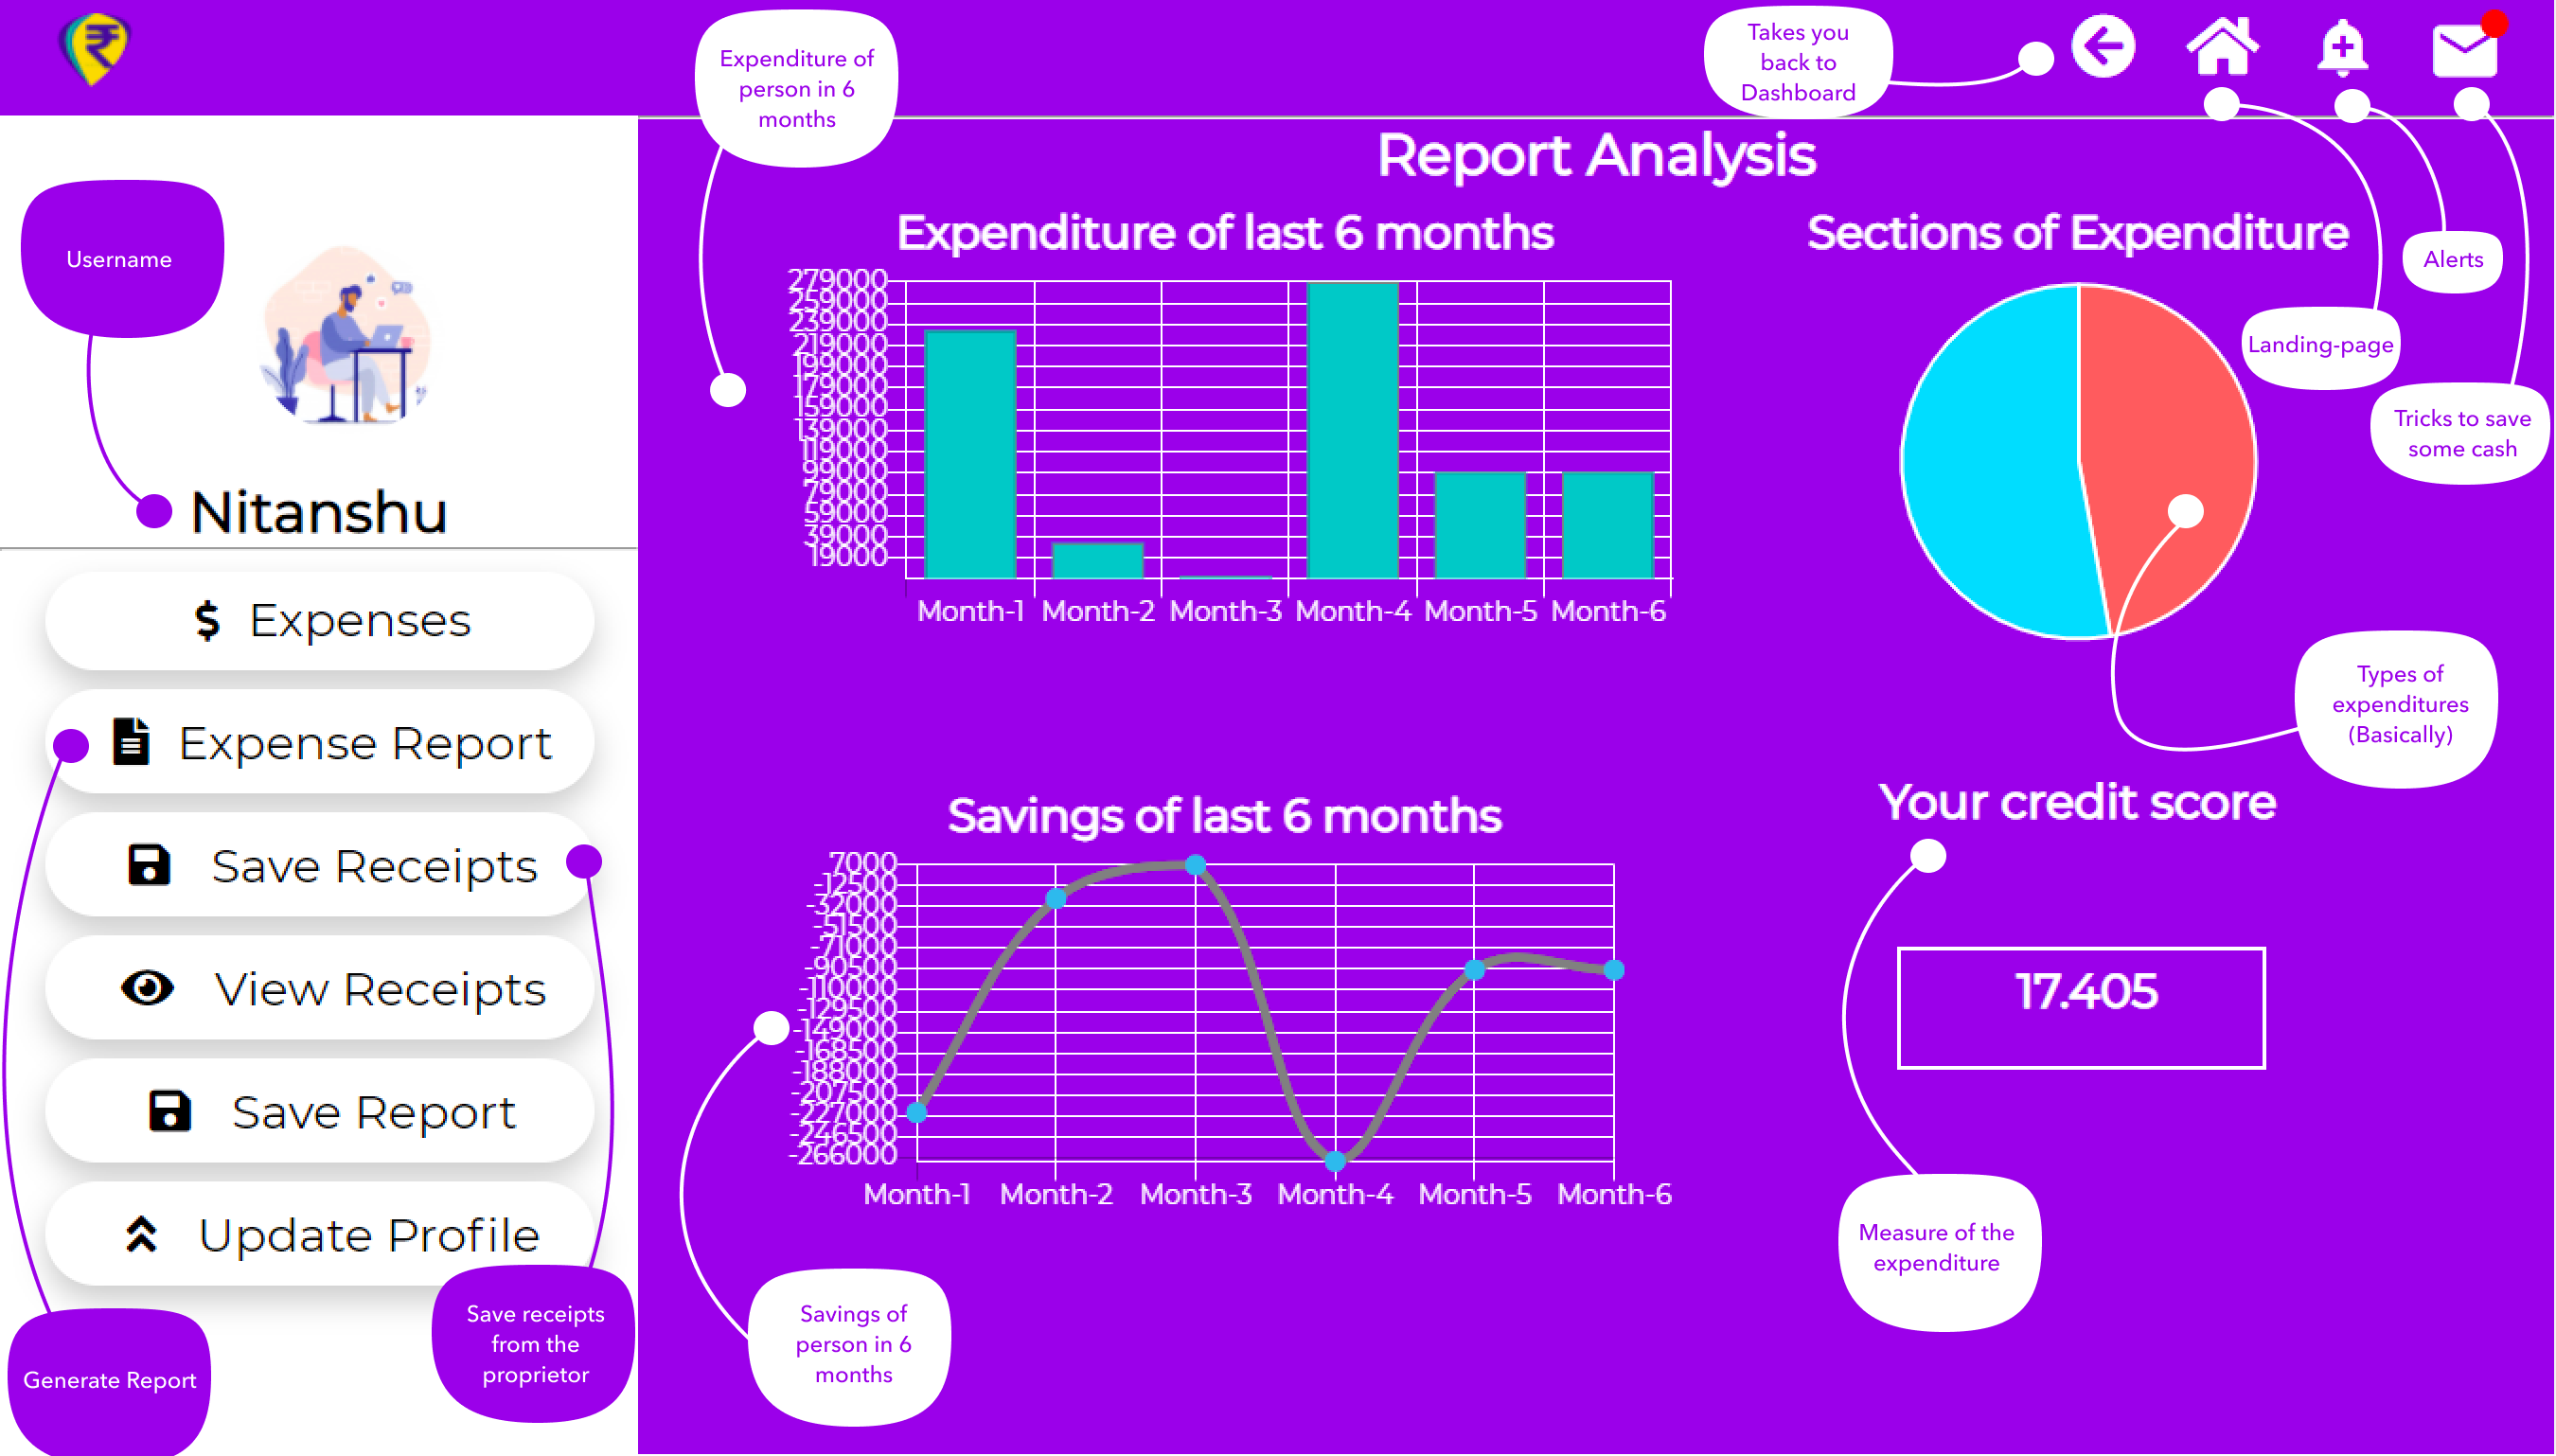 Expenditure of
person in 6
months
Takes you
back to
Dashboard
Report Analysis
Username
Nitanshu
$ Expenses
Expense Report
Save Receipts
View Receipts
Save Report
Update Profile
Generate Report
Save receipts
from the
proprietor
Expenditure of last 6 months
279000
259000
239000
219000
199000
179000
159000
139000
119000
99000
79000
59000
39000
19000
Month-1 Month-2 Month-3 Month-4 Month-5 Month-6
Sections of Expenditure
Alerts
Landing-page
Tricks to save
some cash
Types of
expenditures
(Basically)
Savings of last 6 months
7000
-12500
-32000
-51500
-71000
-90500
-110000
-129500
-149000
-168500
-188000
-207500
-227000
-246500
-266000
Month-1 Month-2 Month-3 Month-4 Month-5 Month-6
Savings of
person in 6
months
Your credit score
17.405
Measure of the
expenditure